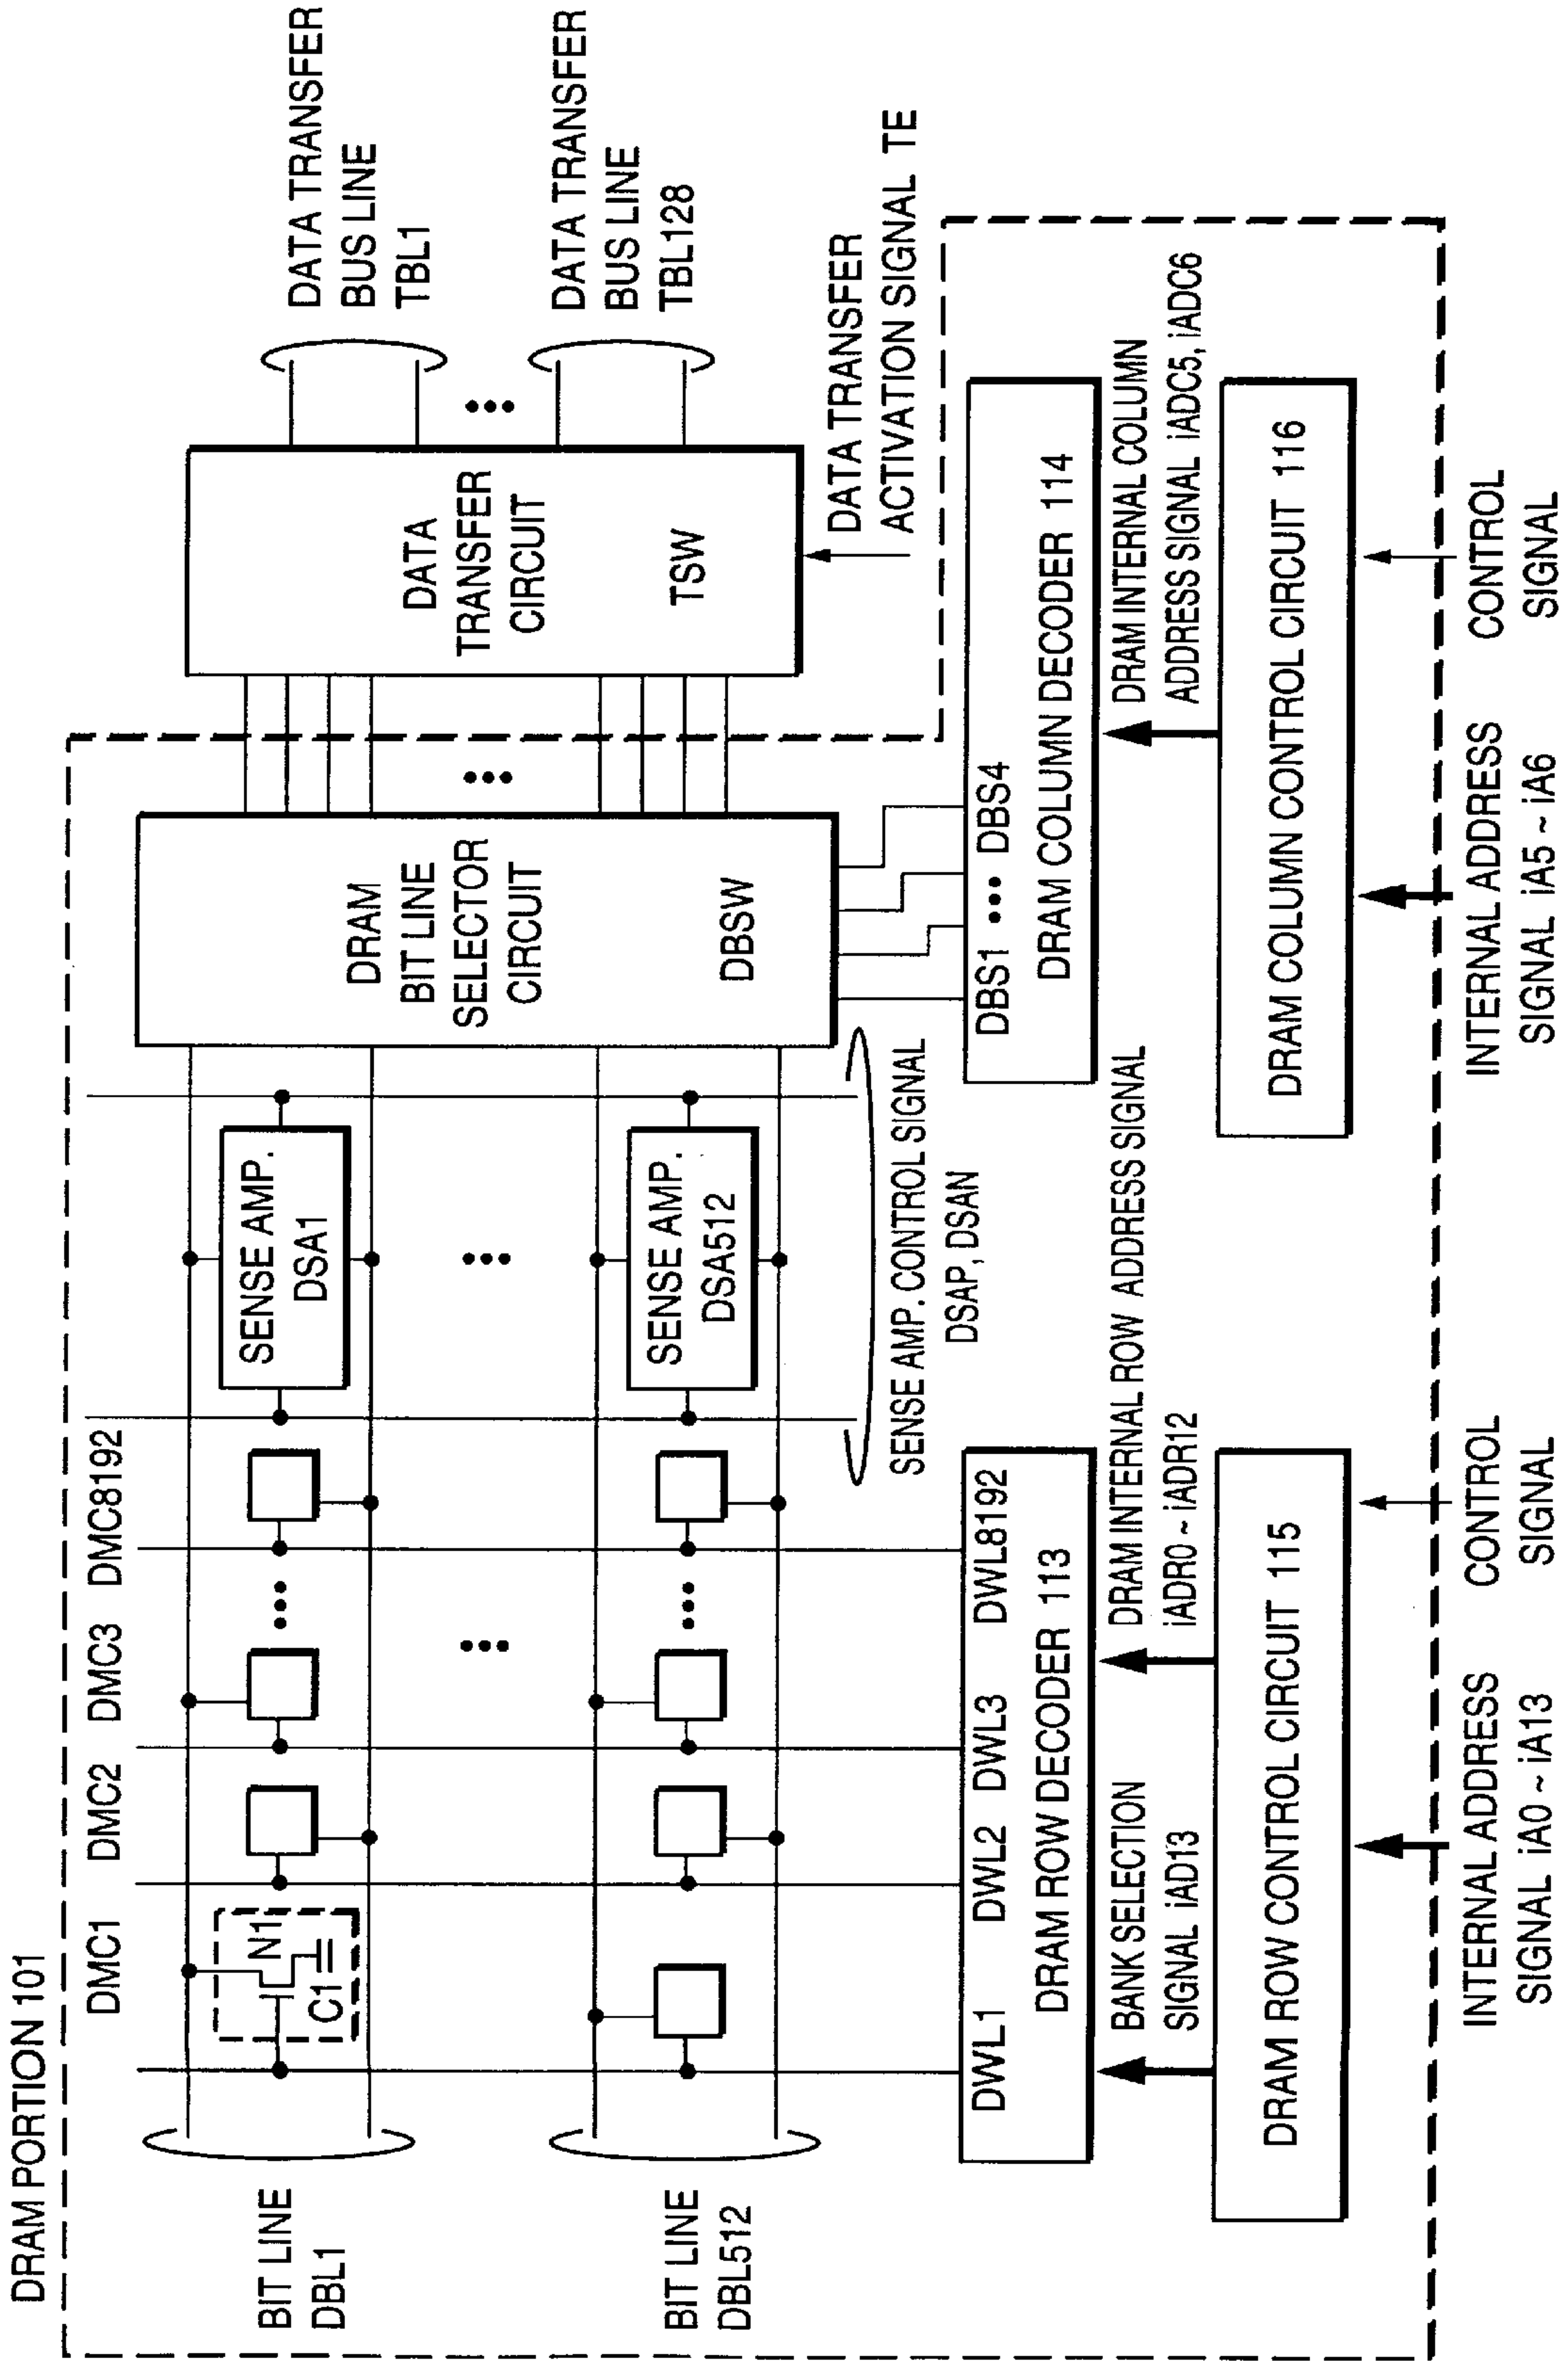 DRAM PORTION 101
DMC1
DMC2
DMC3
DMC8192
N1
C1
SENSE AMP.
DSA1
SENSE AMP.
DSA512
BIT LINE
DBL1
BIT LINE
DBL512
DRAM
BIT LINE
SELECTOR
CIRCUIT
DBSW
DATA
TRANSFER
CIRCUIT
TSW
DATA TRANSFER
BUS LINE
TBL1
DATA TRANSFER
BUS LINE
TBL128
DATA TRANSFER
ACTIVATION SIGNAL TE
SENSE AMP. CONTROL SIGNAL
DSAP, DSAN
DWL1
DWL2
DWL3
DWL8192
DRAM ROW DECODER 113
DBS1 ••• DBS4
DRAM COLUMN DECODER 114
BANK SELECTION
SIGNAL iAD13
DRAM INTERNAL ROW ADDRESS SIGNAL
iADR0 ~ iADR12
DRAM INTERNAL COLUMN
ADDRESS SIGNAL iADC5, iADC6
DRAM ROW CONTROL CIRCUIT 115
DRAM COLUMN CONTROL CIRCUIT 116
INTERNAL ADDRESS
SIGNAL iA0 ~ iA13
CONTROL
SIGNAL
INTERNAL ADDRESS
SIGNAL iA5 ~ iA6
CONTROL
SIGNAL